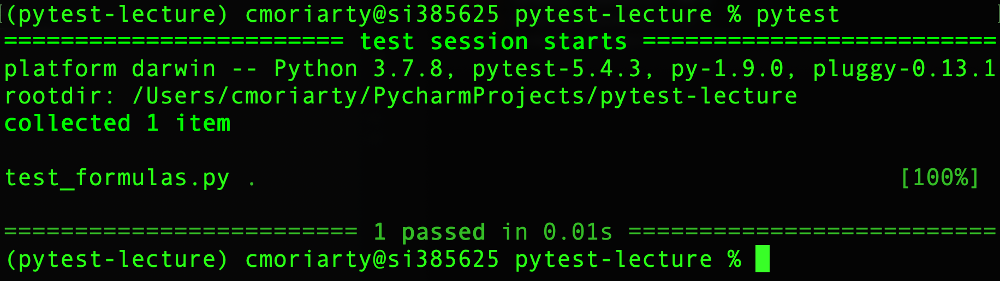 (pytest-lecture) cmoriarty@si385625 pytest-lecture % pytest
======================== test session starts =========================
platform darwin -- Python 3.7.8, pytest-5.4.3, py-1.9.0, pluggy-0.13.1
rootdir: /Users/cmoriarty/PycharmProjects/pytest-lecture
collected 1 item
test_formulas.py . [100%]
========================= 1 passed in 0.01s ==========================
(pytest-lecture) cmoriarty@si385625 pytest-lecture %